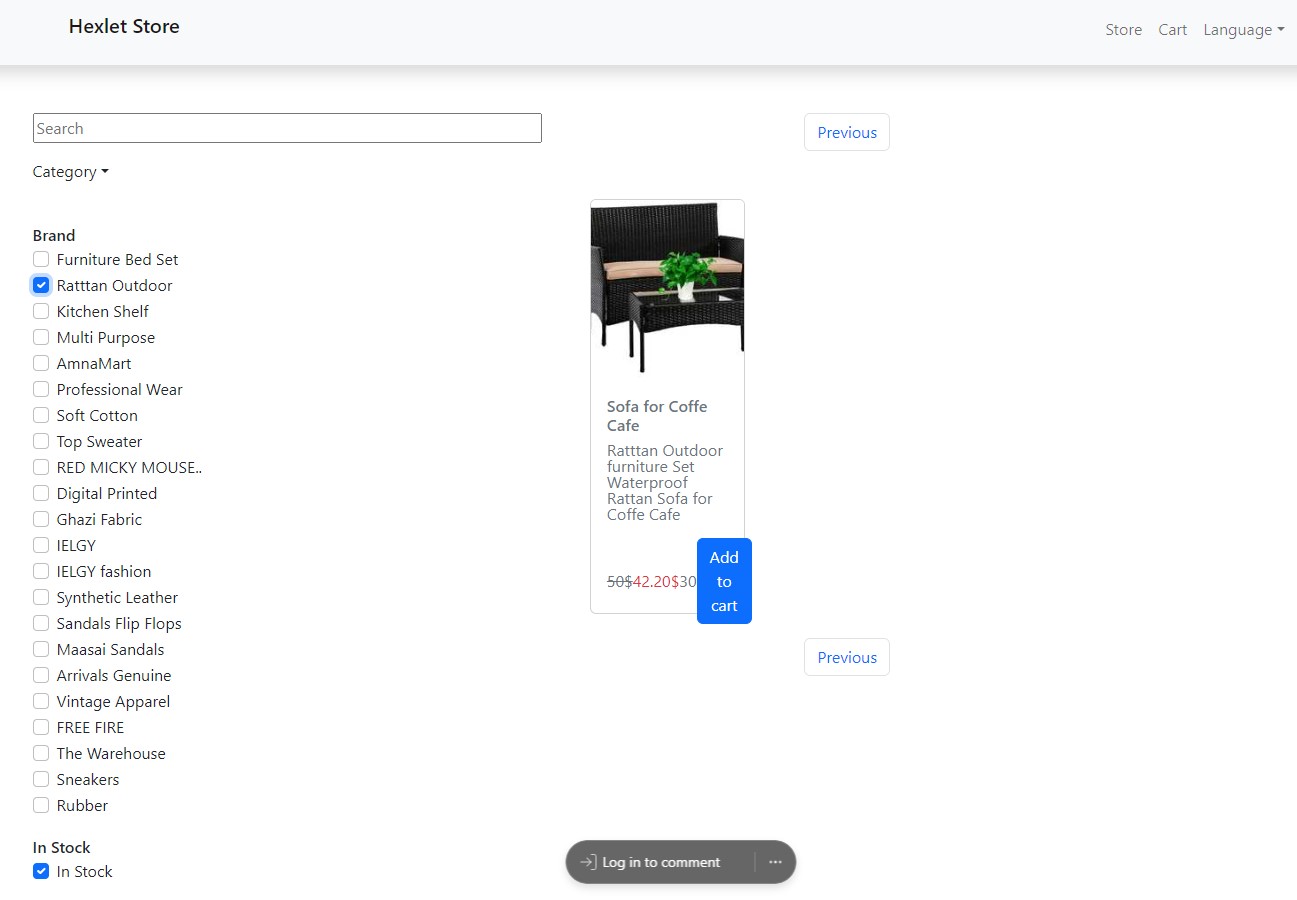 Hexlet Store
Store Cart Language
Search
Previous
Category
Brand
Furniture Bed Set
Ratttan Outdoor
Kitchen Shelf
Multi Purpose
AmnaMart
Professional Wear
Soft Cotton
Top Sweater
RED MICKY MOUSE..
Digital Printed
Ghazi Fabric
IELGY
IELGY fashion
Synthetic Leather
Sandals Flip Flops
Maasai Sandals
Arrivals Genuine
Vintage Apparel
FREE FIRE
The Warehouse
Sneakers
Rubber
In Stock
In Stock
Sofa for Coffe
Cafe
Ratttan Outdoor
furniture Set
Waterproof
Rattan Sofa for
Coffe Cafe
50$42.20$30
Add
to
cart
Previous
Log in to comment